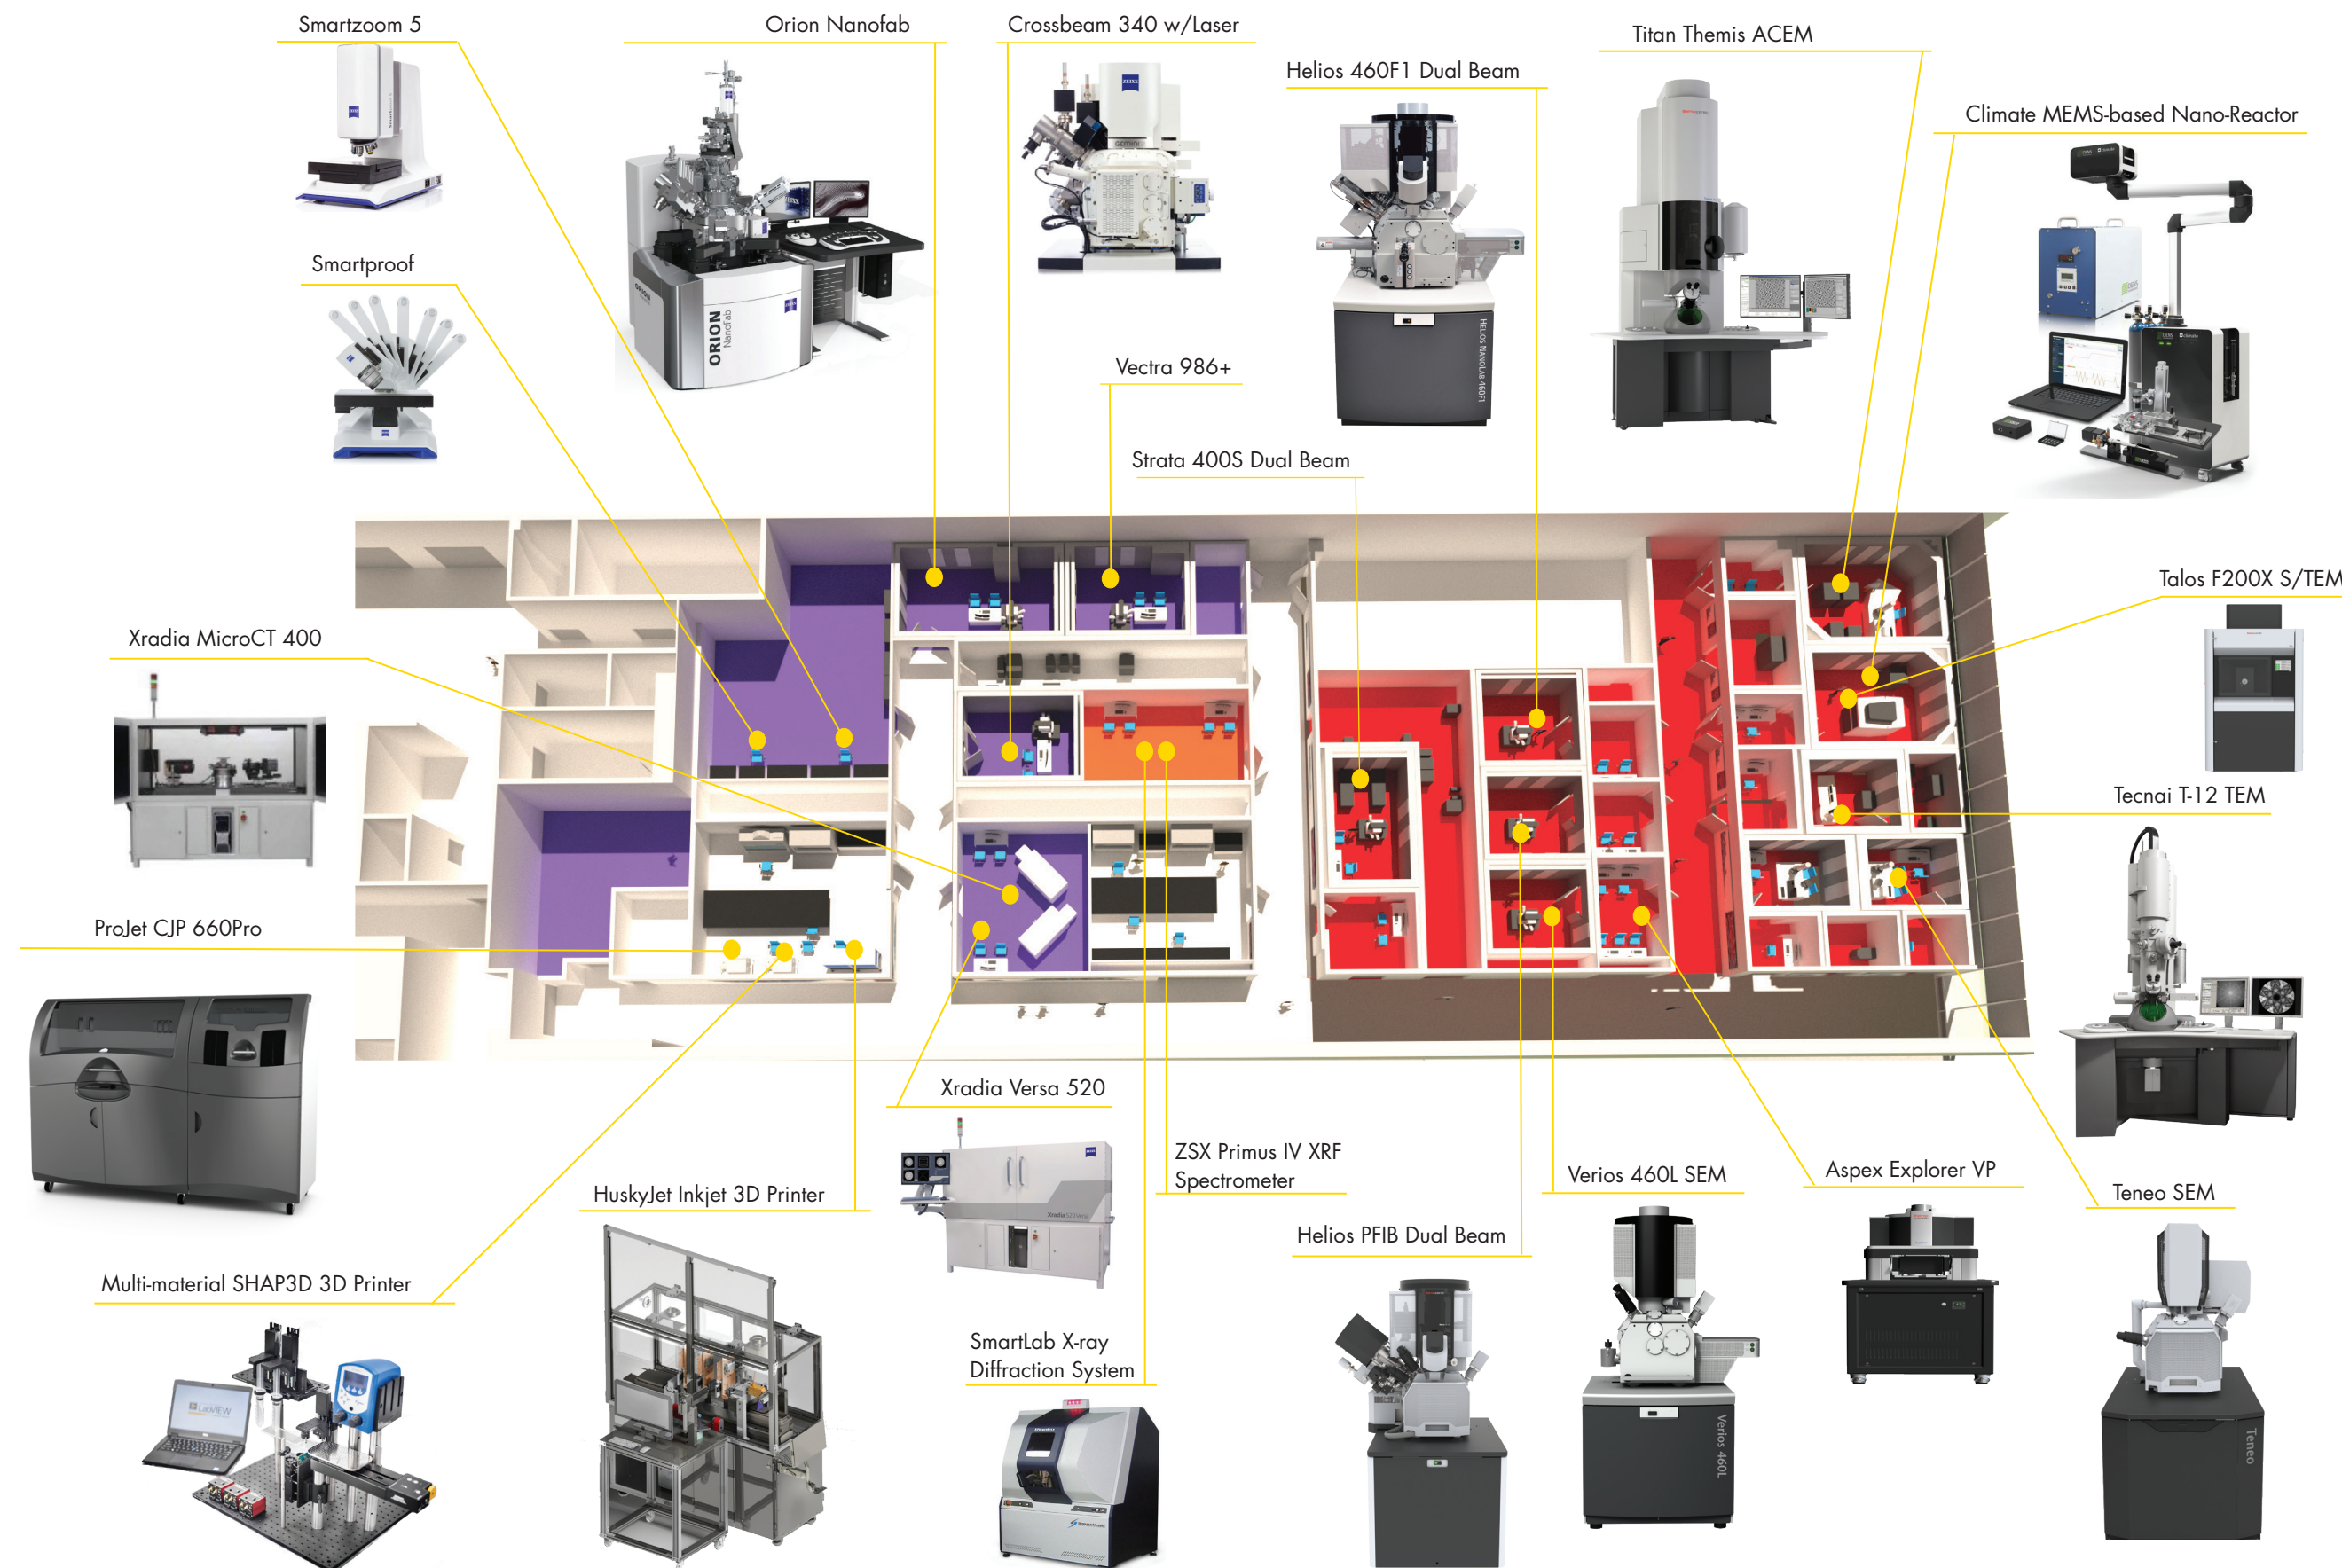 Smartzoom 5
Orion Nanofab
Crossbeam 340 w/Laser
Titan Themis ACEM
Helios 460F1 Dual Beam
Climate MEMS-based Nano-Reactor
Smartproof
ZEISS
GEMINI
ORION
NanoFab
HELIOS NANOLAB 460F1
Vectra 986+
Strata 400S Dual Beam
Talos F200X S/TEM
Xradia MicroCT 400
Tecnai T-12 TEM
ProJet CJP 660Pro
Xradia Versa 520
ZSX Primus IV XRF
Spectrometer
Verios 460L SEM
Aspex Explorer VP
Teneo SEM
HuskyJet Inkjet 3D Printer
Helios PFIB Dual Beam
Multi-material SHAP3D 3D Printer
SmartLab X-ray
Diffraction System
LabVIEW
Verios 460L
Teneo